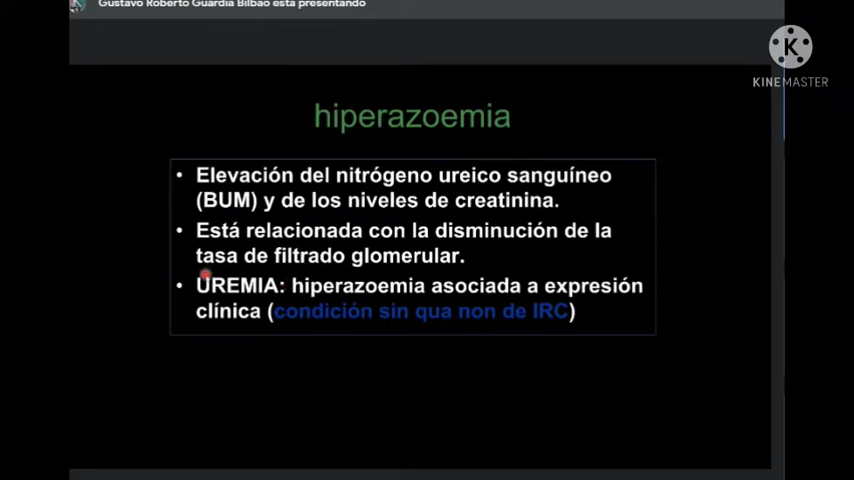 Gustavo Roberto Guardia Bilbao está presentando
K
KINEMASTER
hiperazoemia
• Elevación del nitrógeno ureico sanguíneo
(BUM) y de los niveles de creatinina.
• Está relacionada con la disminución de la
tasa de filtrado glomerular.
• UREMIA: hiperazoemia asociada a expresión
clínica (condición sin qua non de IRC)